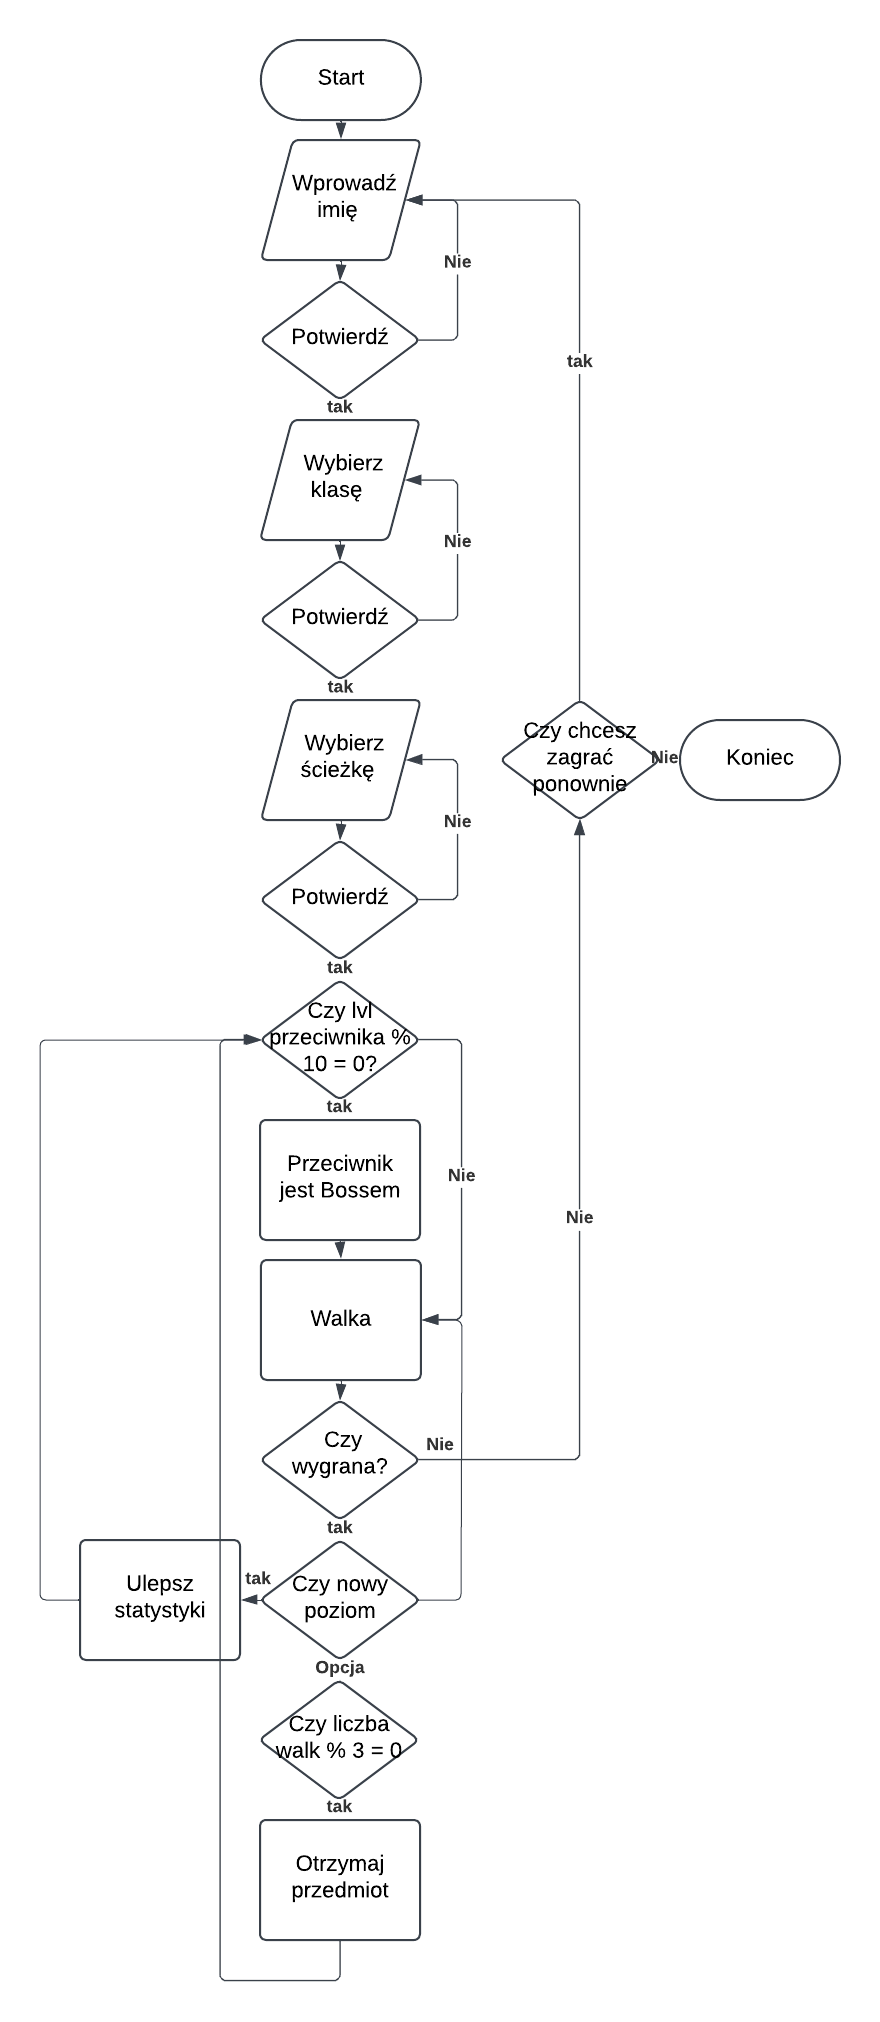 Start
Wprowadź
imię
Nie
Potwierdź
tak
tak
Wybierz
klasę
Nie
Potwierdź
tak
Wybierz
ścieżkę
Czy chcesz
zagrać
ponownie
Nie
Koniec
Nie
Potwierdź
tak
Czy lvl
przeciwnika %
10 = 0?
tak
Przeciwnik
jest Bossem
Nie
Nie
Walka
Czy
wygrana?
Nie
tak
Ulepsz
statystyki
tak
Czy nowy
poziom
Opcja
Czy liczba
walk % 3 = 0
tak
Otrzymaj
przedmiot